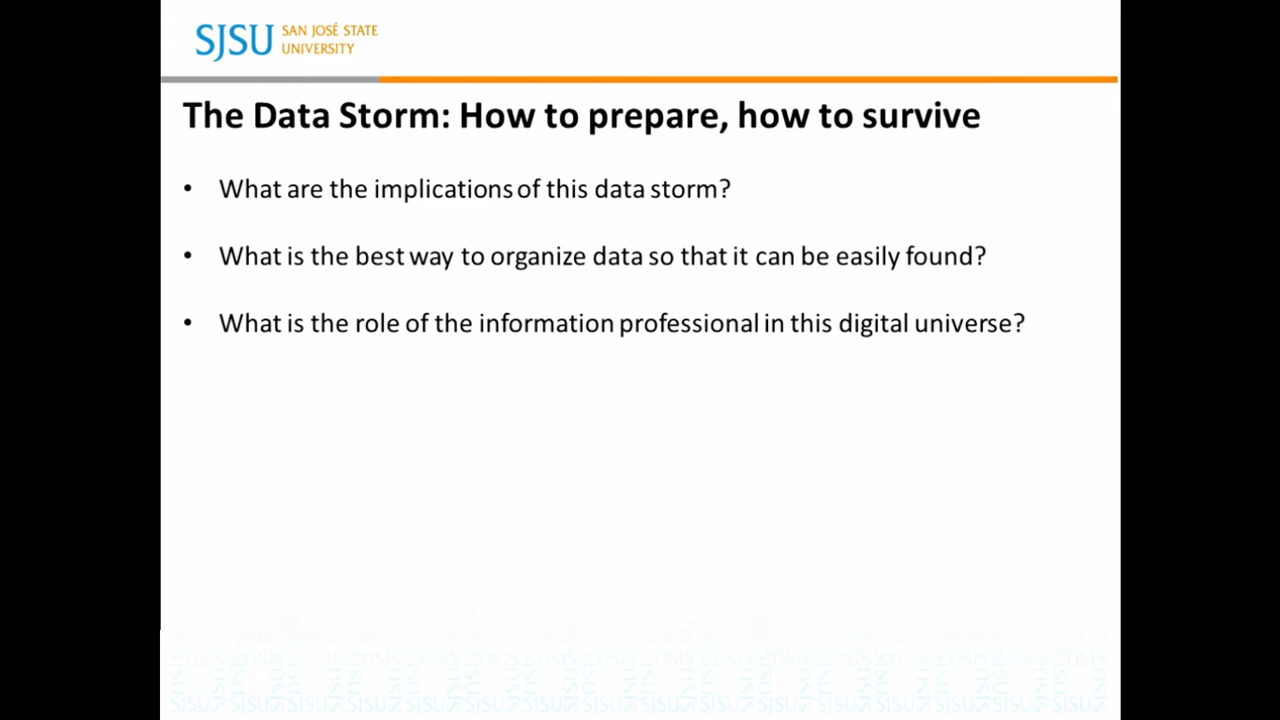 SJSU SAN JOSÉ STATE
UNIVERSITY
The Data Storm: How to prepare, how to survive
• What are the implications of this data storm?
• What is the best way to organize data so that it can be easily found?
• What is the role of the information professional in this digital universe?